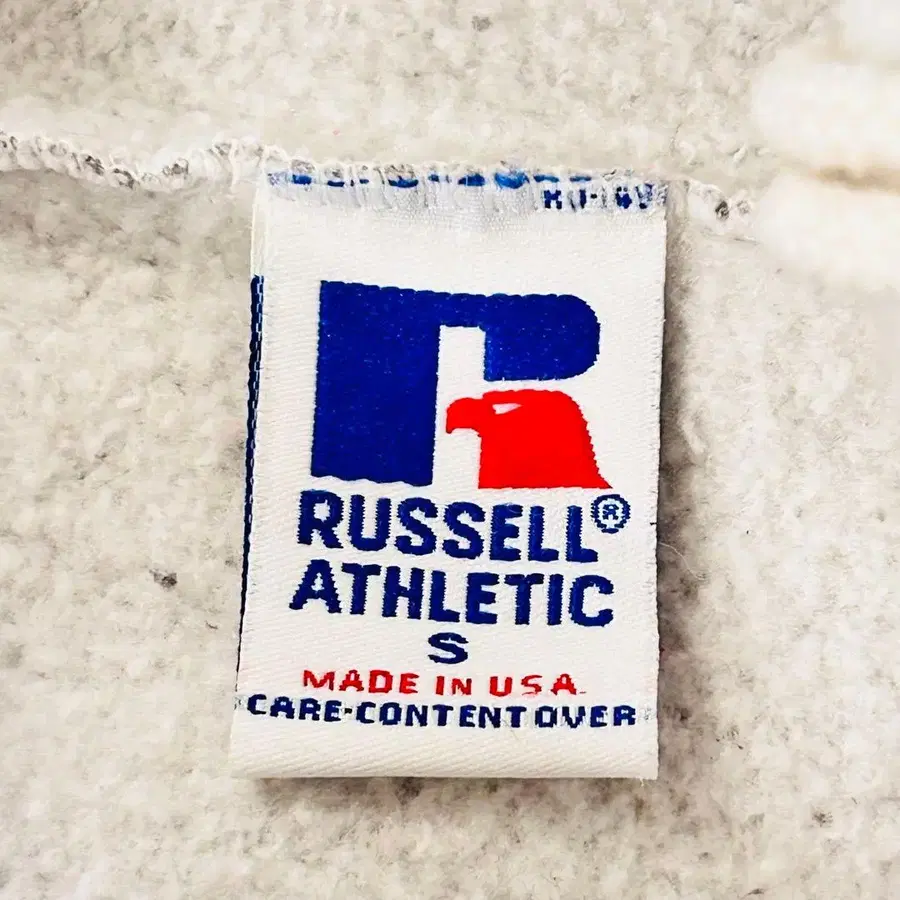 RUSSELL®
ATHLETIC
S
MADE IN USA
CARE-CONTENT OVER